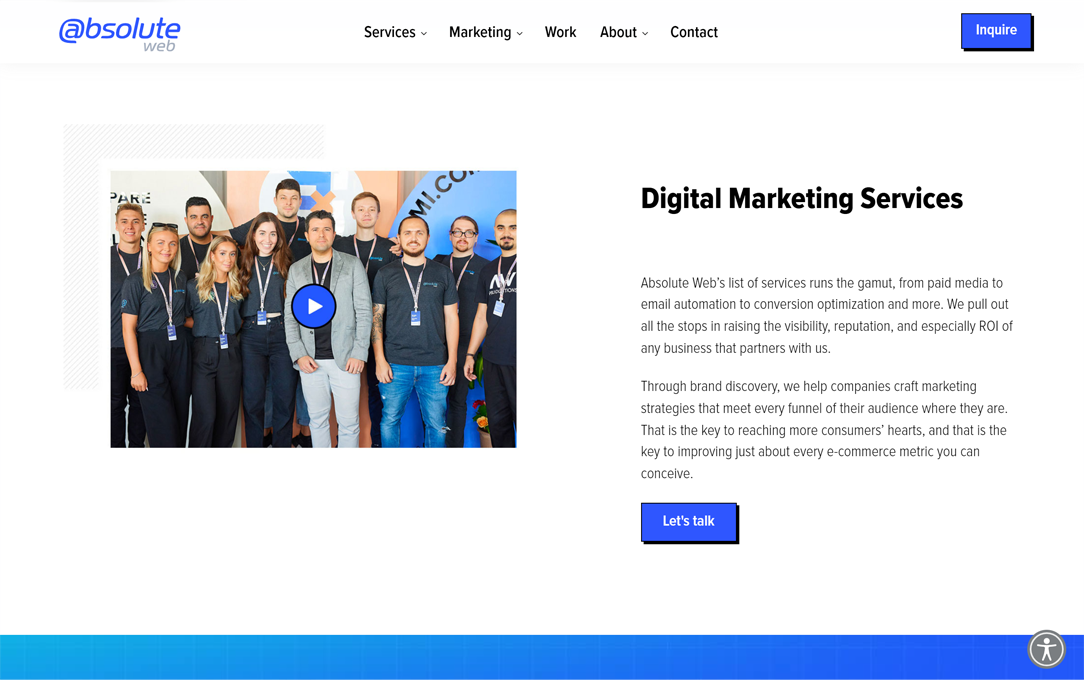 @bsolute
web
Services
Marketing
Work
About
Contact
Inquire
PARE
MI.CO
Digital Marketing Services
Absolute Web's list of services runs the gamut, from paid media to
email automation to conversion optimization and more. We pull out
all the stops in raising the visibility, reputation, and especially ROI of
any business that partners with us.
Through brand discovery, we help companies craft marketing
strategies that meet every funnel of their audience where they are.
That is the key to reaching more consumers' hearts, and that is the
key to improving just about every e-commerce metric you can
conceive.
Let's talk